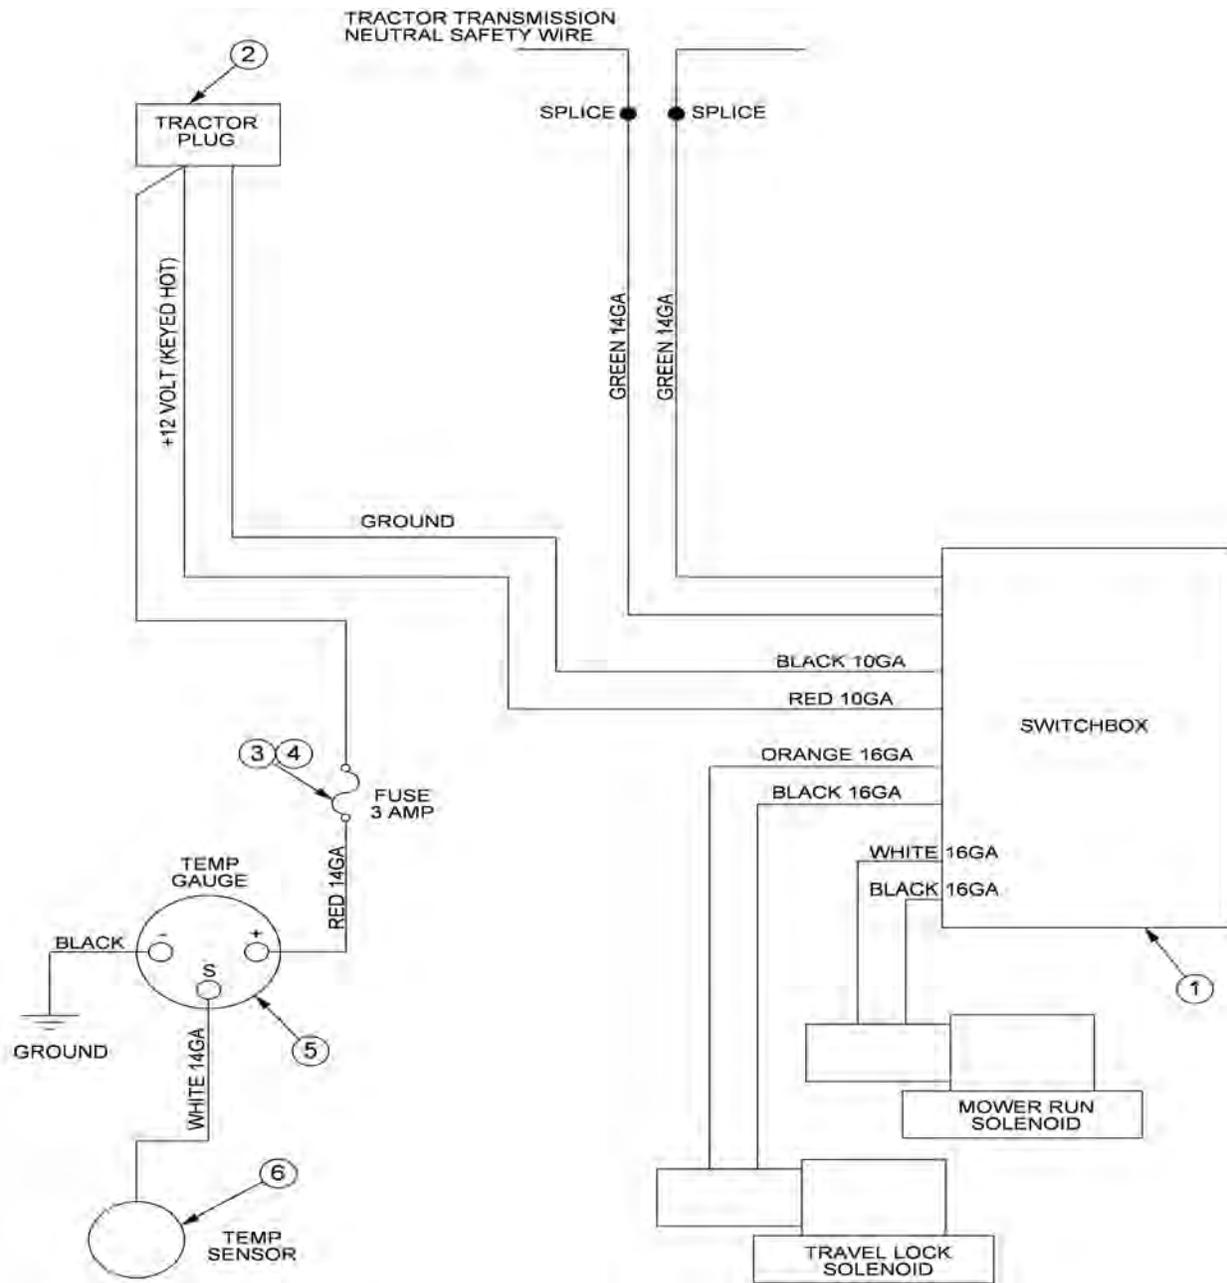 TRACTOR TRANSMISSION
NEUTRAL SAFETY WIRE
2
TRACTOR
PLUG
SPLICE
SPLICE
+12 VOLT (KEYED HOT)
GREEN 14GA
GREEN 14GA
GROUND
BLACK 10GA
RED 10GA
SWITCHBOX
ORANGE 16GA
BLACK 16GA
3 4
FUSE
3 AMP
WHITE 16GA
BLACK 16GA
TEMP
GAUGE
RED 14GA
BLACK
-
+
S
1
GROUND
5
WHITE 14GA
MOWER RUN
SOLENOID
6
TEMP
SENSOR
TRAVEL LOCK
SOLENOID